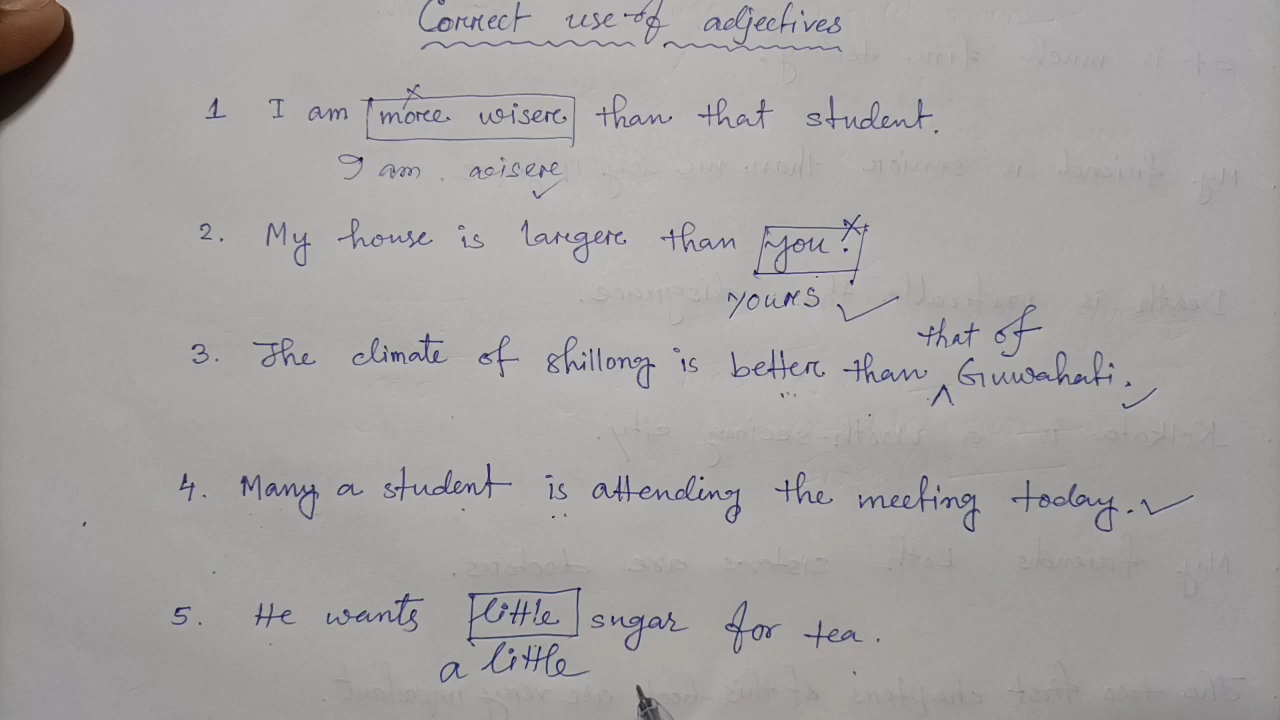 Correct use of adjectives
1 I am more wiser than that student.
I am wiser
2. My house is larger than you.
yours
that of
3. The climate of shillong is better than Guwahati.
4. Many a student is attending the meeting today.
5. He wants little sugar for tea.
a little